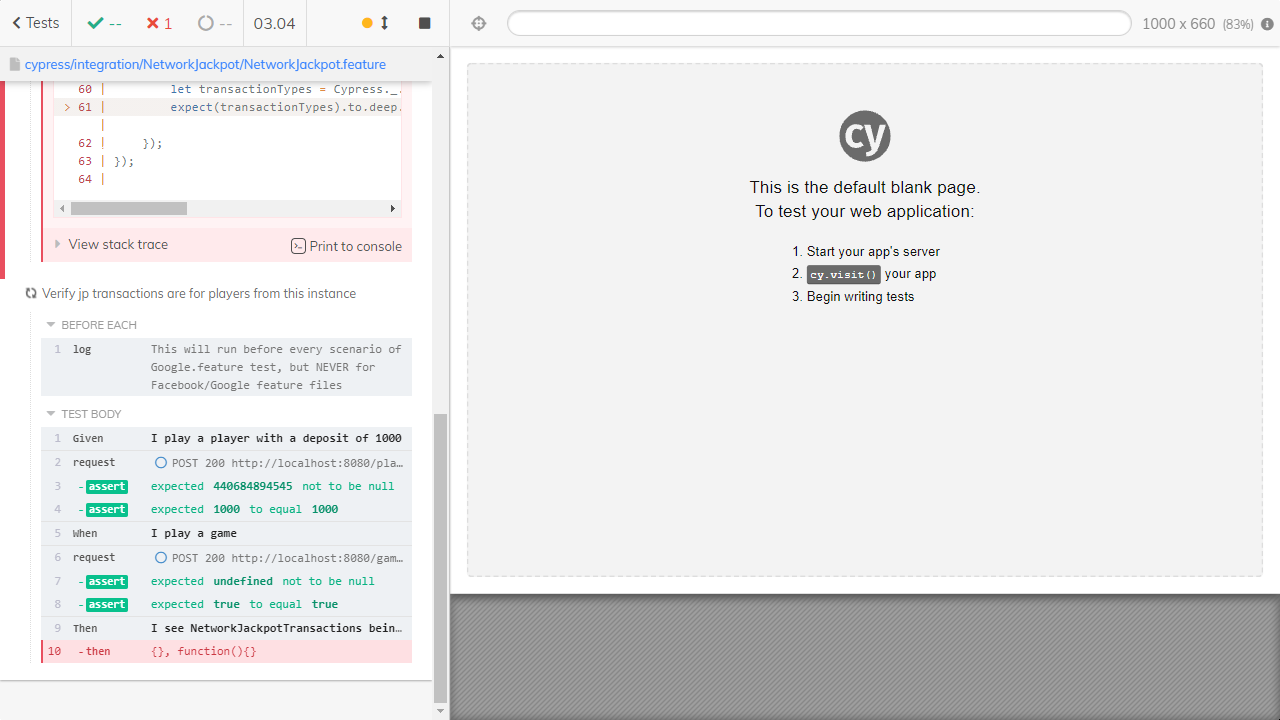 Tests -- 1 -- 03.04 1000 x 660 (83%)
cypress/integration/NetworkJackpot/NetworkJackpot.feature
60 | let transactionTypes = Cypress._.
> 61 | expect(transactionTypes).to.deep.
|
62 | });
63 | });
64 |
View stack trace
Print to console
Verify jp transactions are for players from this instance
BEFORE EACH
1 log This will run before every scenario of
Google.feature test, but NEVER for
Facebook/Google feature files
TEST BODY
1 Given I play a player with a deposit of 1000
2 request POST 200 http://localhost:8080/pla…
3 -assert expected 440684894545 not to be null
4 -assert expected 1000 to equal 1000
5 When I play a game
6 request POST 200 http://localhost:8080/gam…
7 -assert expected undefined not to be null
8 -assert expected true to equal true
9 Then I see NetworkJackpotTransactions bein…
10 -then {}, function(){}
cy
This is the default blank page.
To test your web application:
1. Start your app's server
2. cy.visit() your app
3. Begin writing tests